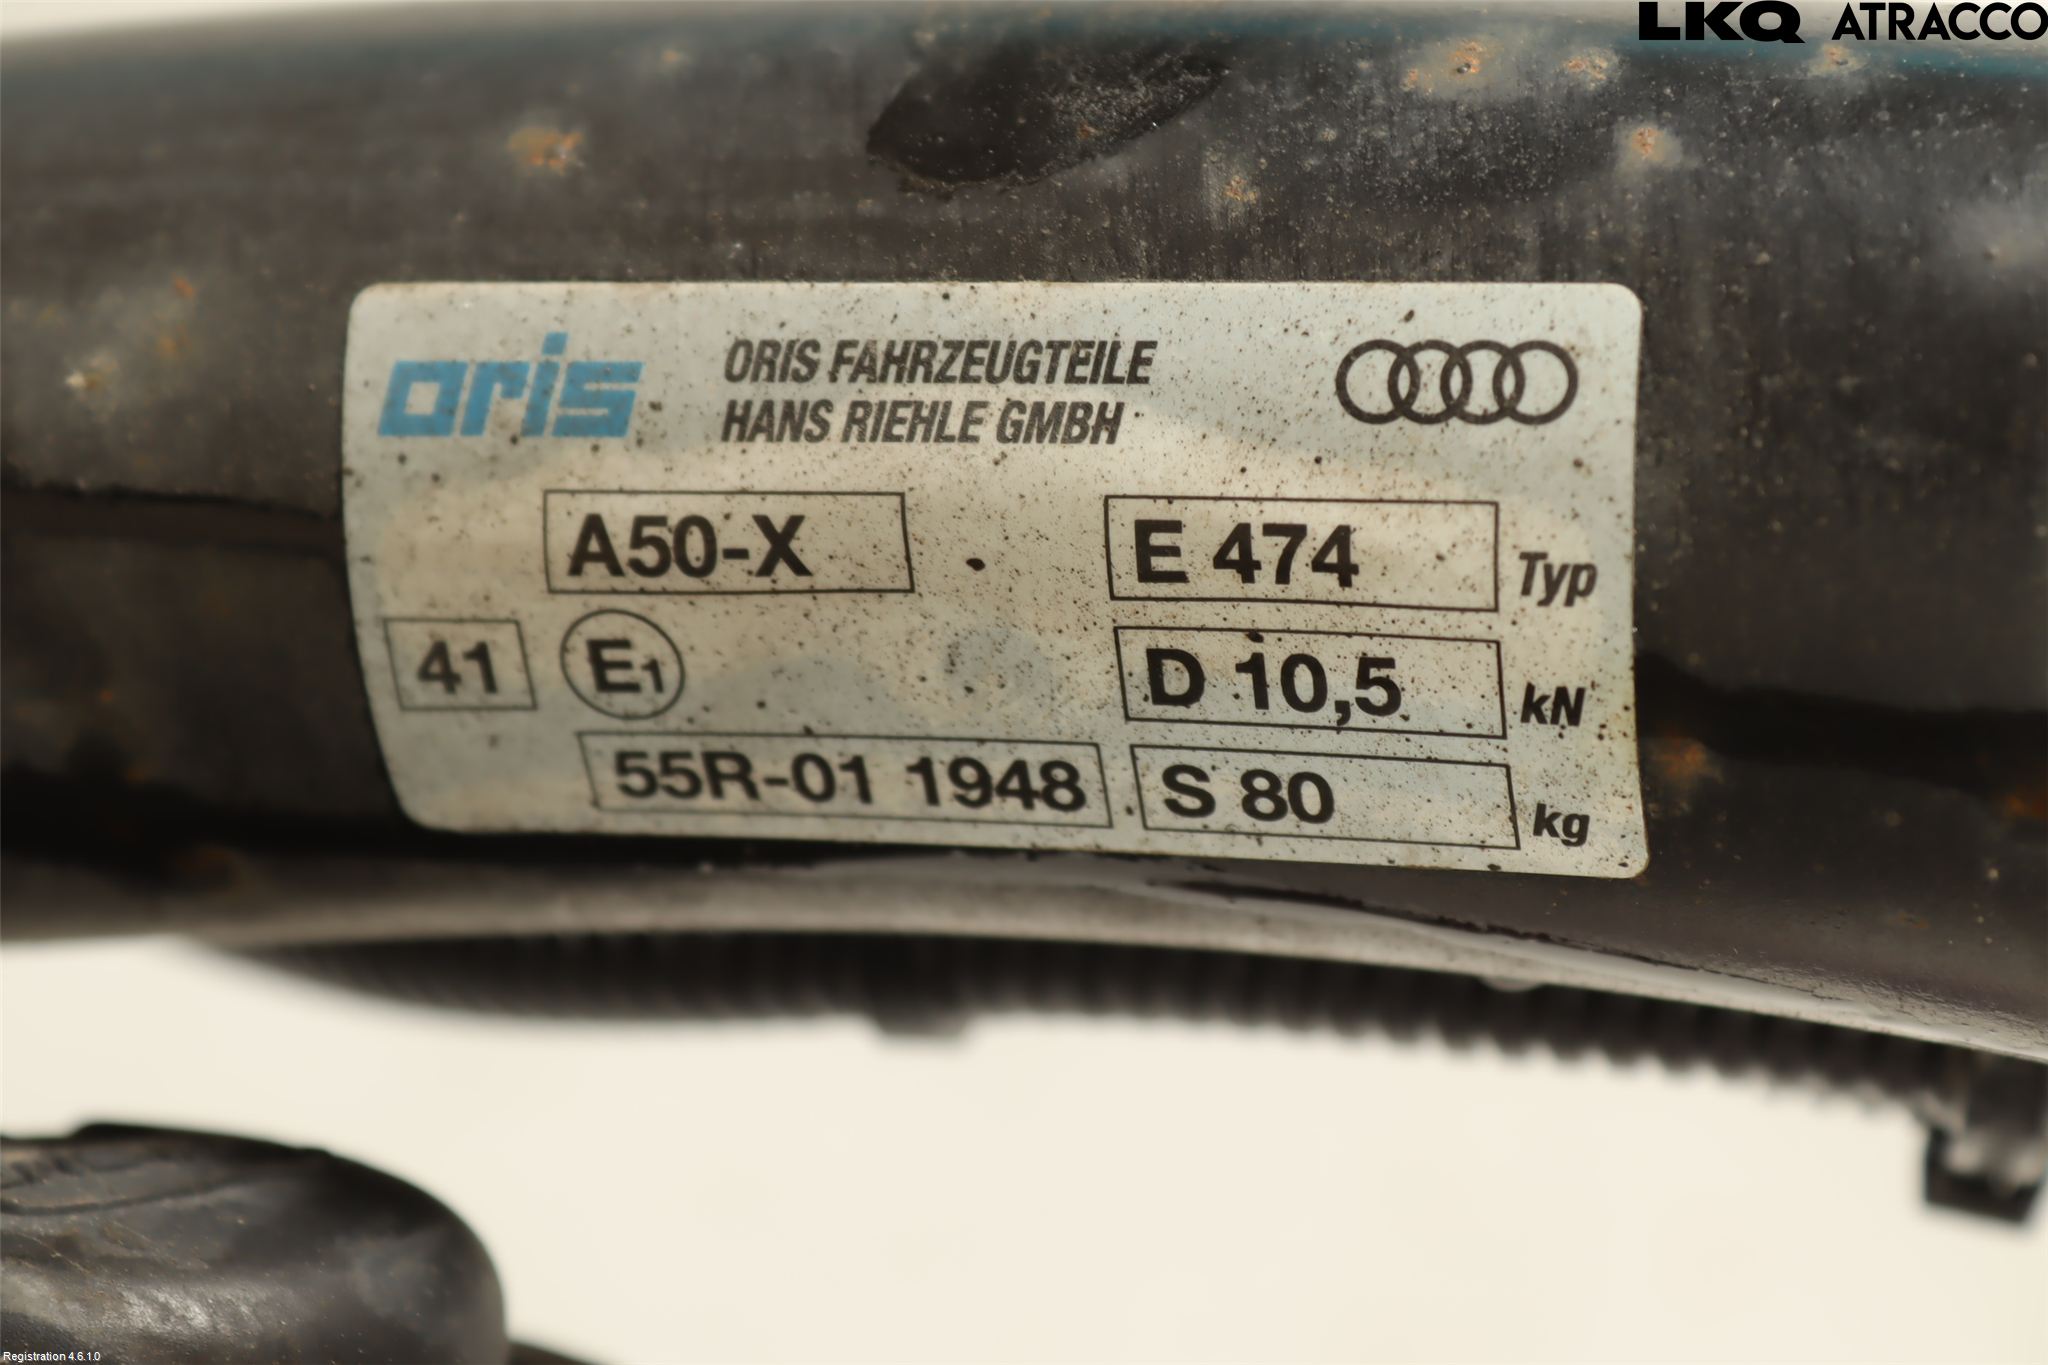 LKQ ATRACCO
oris
ORIS FAHRZEUGTEILE
HANS RIEHLE GMBH
A50-X
E 474 Typ
41 E1
D 10,5 kN
55R-01 1948
S 80 kg
Registration 4.6.1.0